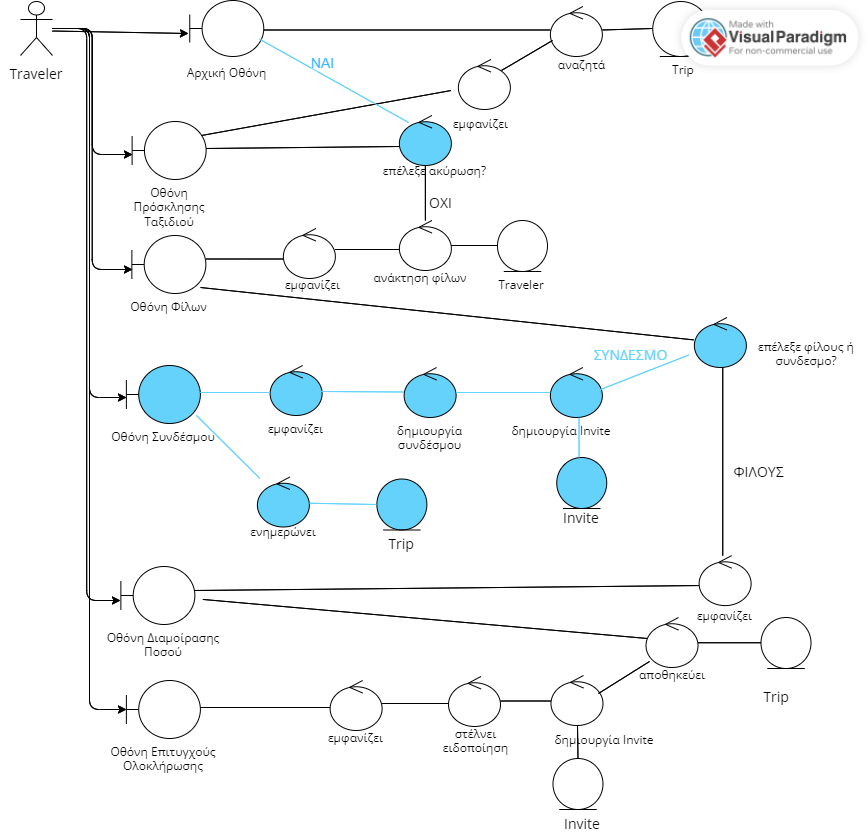 Made with
VisualParadigm
For non-commercial use
Traveler
Αρχική Οθόνη
ΝΑΙ
αναζητά
Trip
εμφανίζει
επέλεξε ακύρωση?
Οθόνη
Πρόσκλησης
Ταξιδιού
ΟΧΙ
Οθόνη Φίλων
εμφανίζει
ανάκτηση φίλων
Traveler
ΣΥΝΔΕΣΜΟ
επέλεξε φίλους ή
συνδεσμο?
Οθόνη Συνδέσμου
εμφανίζει
δημιουργία
συνδέσμου
δημιουργία Invite
ΦΙΛΟΥΣ
Invite
ενημερώνει
Trip
εμφανίζει
Οθόνη Διαμοίρασης
Ποσού
αποθηκεύει
Trip
Οθόνη Επιτυχούς
Ολοκλήρωσης
εμφανίζει
στέλνει
ειδοποίηση
δημιουργία Invite
Invite